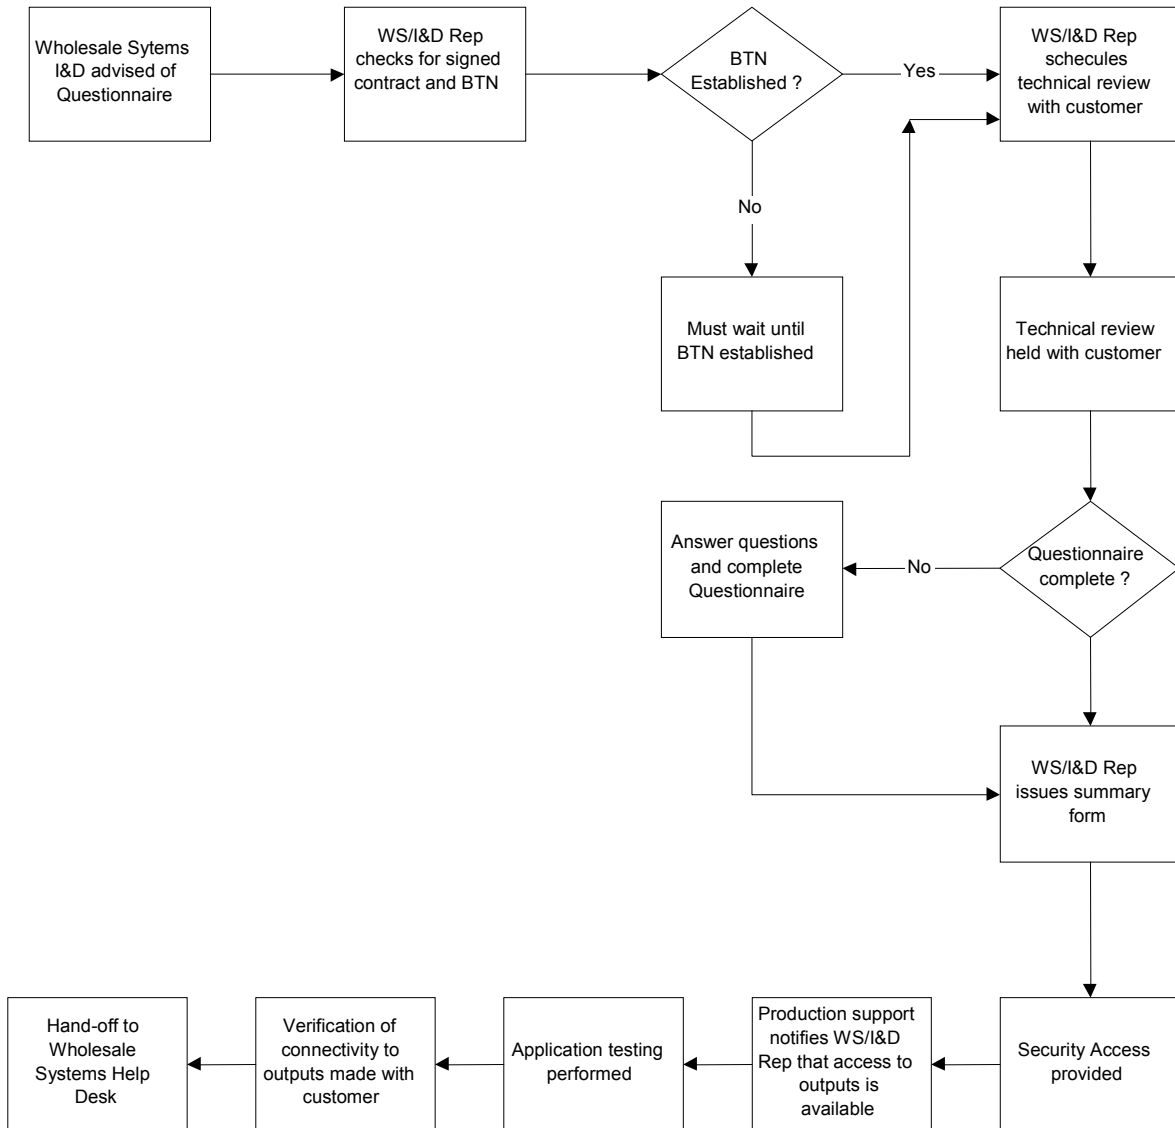 Wholesale Sytems
I&D advised of
Questionnaire
WS/I&D Rep
checks for signed
contract and BTN
BTN
Established ?
Yes
WS/I&D Rep
schecules
technical review
with customer
No
Must wait until
BTN established
Technical review
held with customer
Answer questions
and complete
Questionnaire
No
Questionnaire
complete ?
WS/I&D Rep
issues summary
form
Hand-off to
Wholesale
Systems Help
Desk
Verification of
connectivity to
outputs made with
customer
Application testing
performed
Production support
notifies WS/I&D
Rep that access to
outputs is
available
Security Access
provided